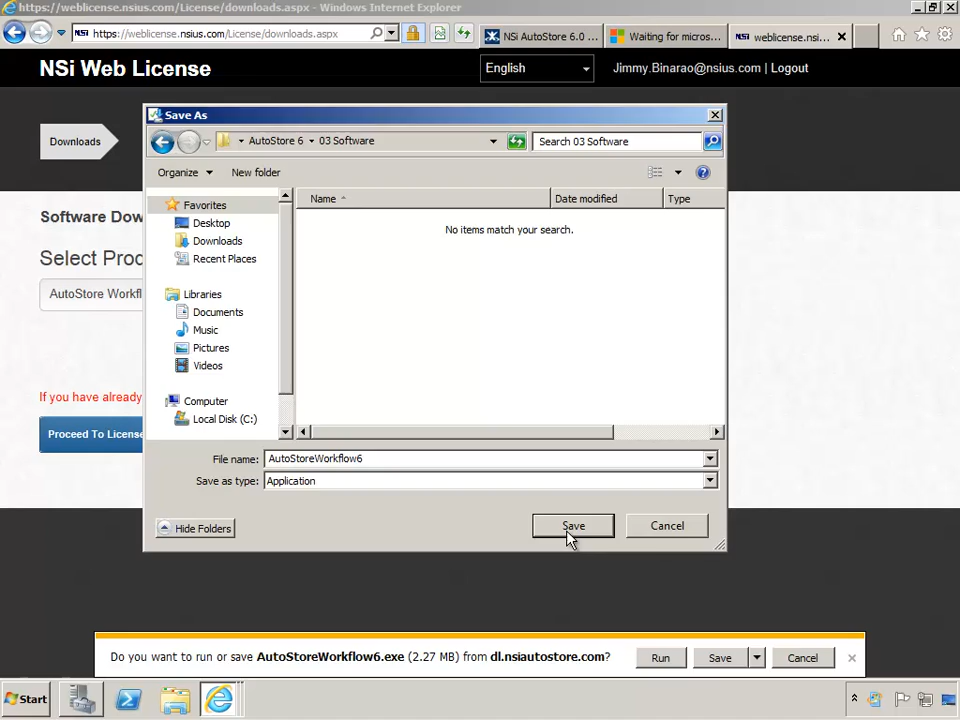 https://weblicense.nsius.com/License/downloads.aspx - Windows Internet Explorer
NSi https://weblicense.nsius.com/License/downloads.aspx
NSi AutoStore 6.0 ...
Waiting for micros...
NSi weblicense.nsi...
NSi Web License
English
Jimmy.Binarao@nsius.com | Logout
Downloads
Save As
AutoStore 6
03 Software
Search 03 Software
Organize
New folder
Name
Date modified
Type
No items match your search.
Favorites
Desktop
Downloads
Recent Places
Libraries
Documents
Music
Pictures
Videos
Computer
Local Disk (C:)
File name: AutoStoreWorkflow6
Save as type: Application
Hide Folders
Save
Cancel
Software Dow
Select Prod
AutoStore Workfl
If you have already
Proceed To License
Do you want to run or save AutoStoreWorkflow6.exe (2.27 MB) from dl.nsiautostore.com?
Run
Save
Cancel
Start